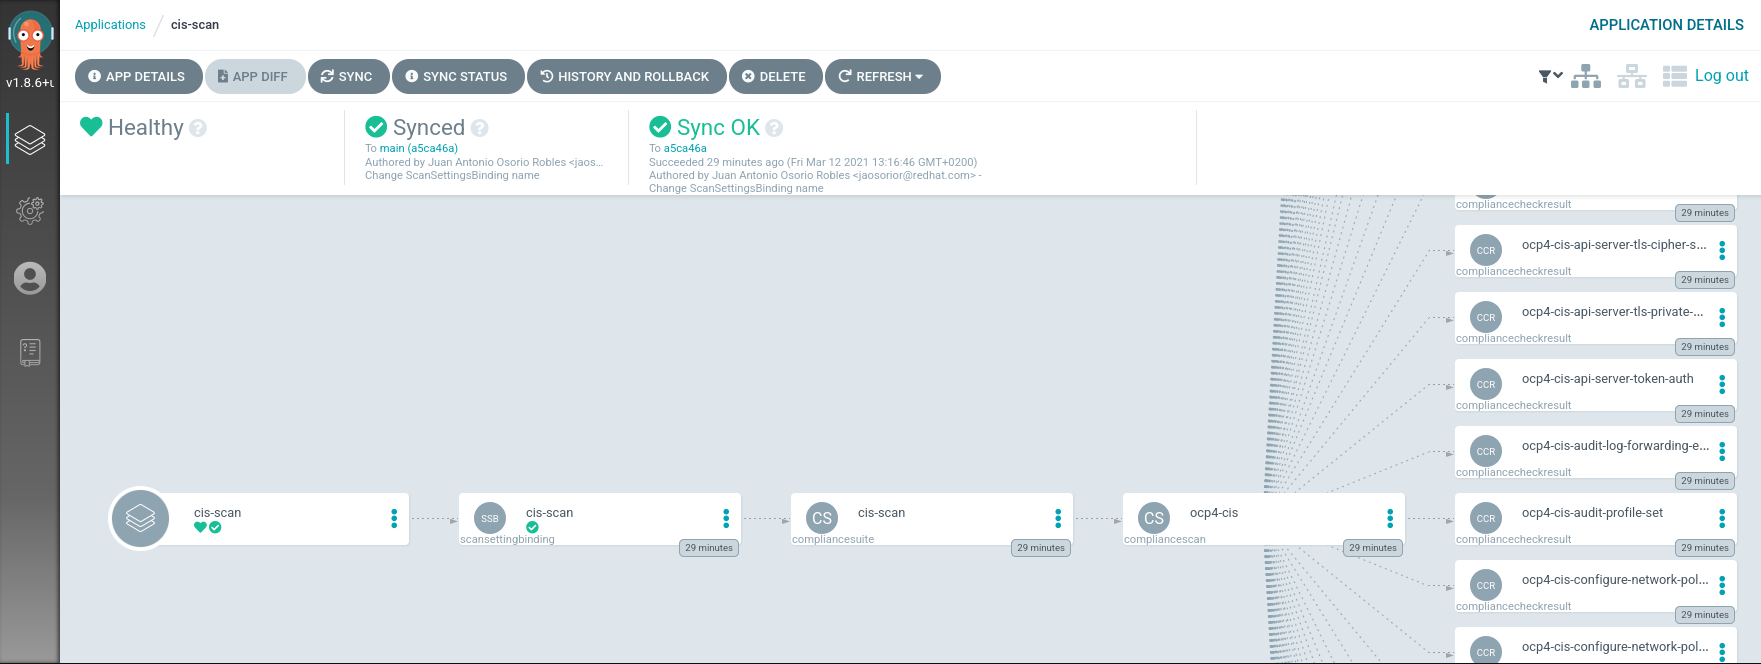 Applications / cis-scan
APPLICATION DETAILS
v1.8.6+
APP DETAILS
APP DIFF
SYNC
SYNC STATUS
HISTORY AND ROLLBACK
DELETE
REFRESH
Log out
Healthy
Synced
To main (a5ca46a)
Authored by Juan Antonio Osorio Robles <jaos...
Change ScanSettingsBinding name
Sync OK
To a5ca46a
Succeeded 29 minutes ago (Fri Mar 12 2021 13:16:46 GMT+0200)
Authored by Juan Antonio Osorio Robles <jaosorior@redhat.com> -
Change ScanSettingsBinding name
compliancecheckresult
29 minutes
CCR
ocp4-cis-api-server-tls-cipher-s...
compliancecheckresult
29 minutes
CCR
ocp4-cis-api-server-tls-private-...
compliancecheckresult
29 minutes
CCR
ocp4-cis-api-server-token-auth
compliancecheckresult
29 minutes
CCR
ocp4-cis-audit-log-forwarding-e...
compliancecheckresult
29 minutes
cis-scan
SSB
cis-scan
scansettingbinding
29 minutes
CS
cis-scan
compliancesuite
29 minutes
CS
ocp4-cis
compliancescan
29 minutes
CCR
ocp4-cis-audit-profile-set
compliancecheckresult
29 minutes
CCR
ocp4-cis-configure-network-pol...
compliancecheckresult
29 minutes
CCR
ocp4-cis-configure-network-pol...